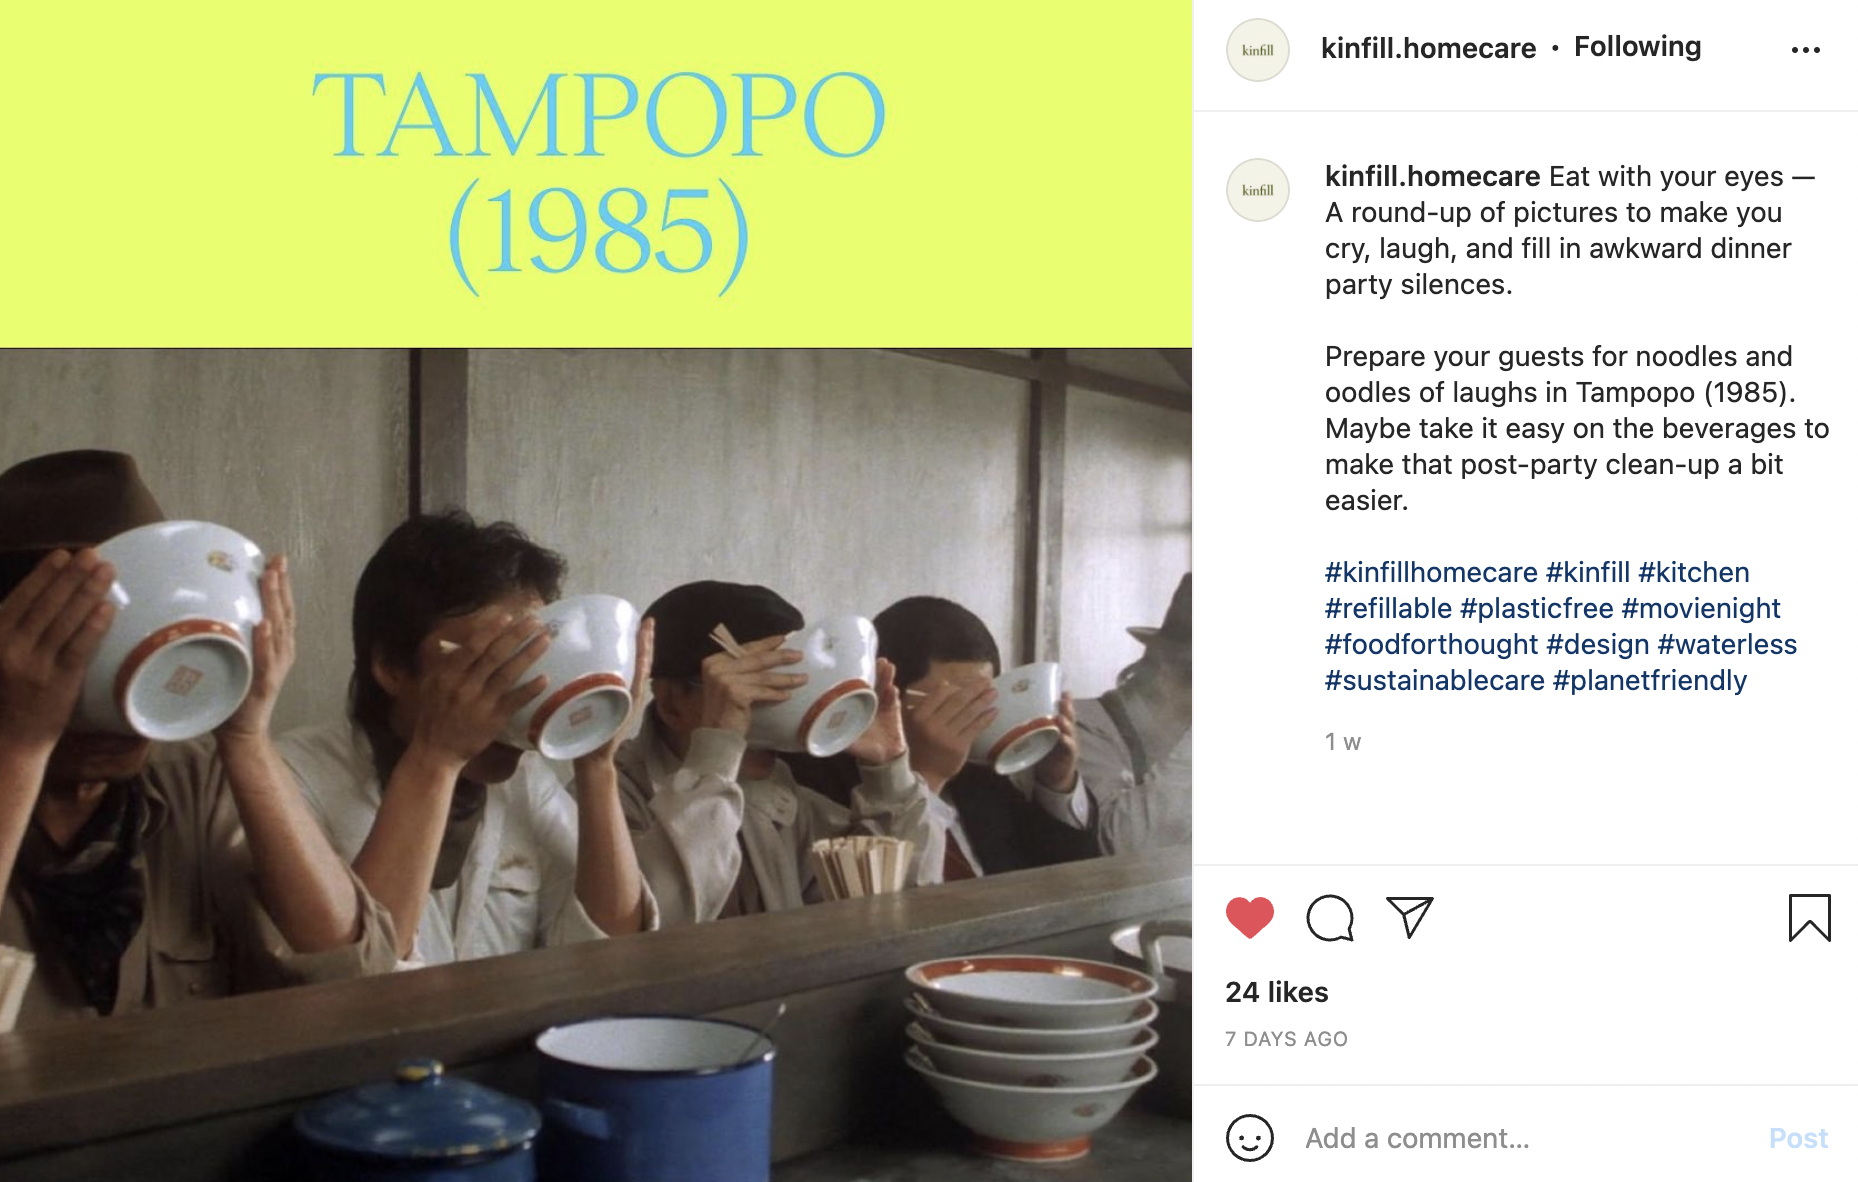 TAMPOPO
(1985)
kinfill
kinfill.homecare • Following
kinfill
kinfill.homecare Eat with your eyes —
A round-up of pictures to make you
cry, laugh, and fill in awkward dinner
party silences.
Prepare your guests for noodles and
oodles of laughs in Tampopo (1985).
Maybe take it easy on the beverages to
make that post-party clean-up a bit
easier.
#kinfillhomecare #kinfill #kitchen
#refillable #plasticfree #movienight
#foodforthought #design #waterless
#sustainablecare #planetfriendly
1 w
24 likes
7 DAYS AGO
Add a comment...
Post